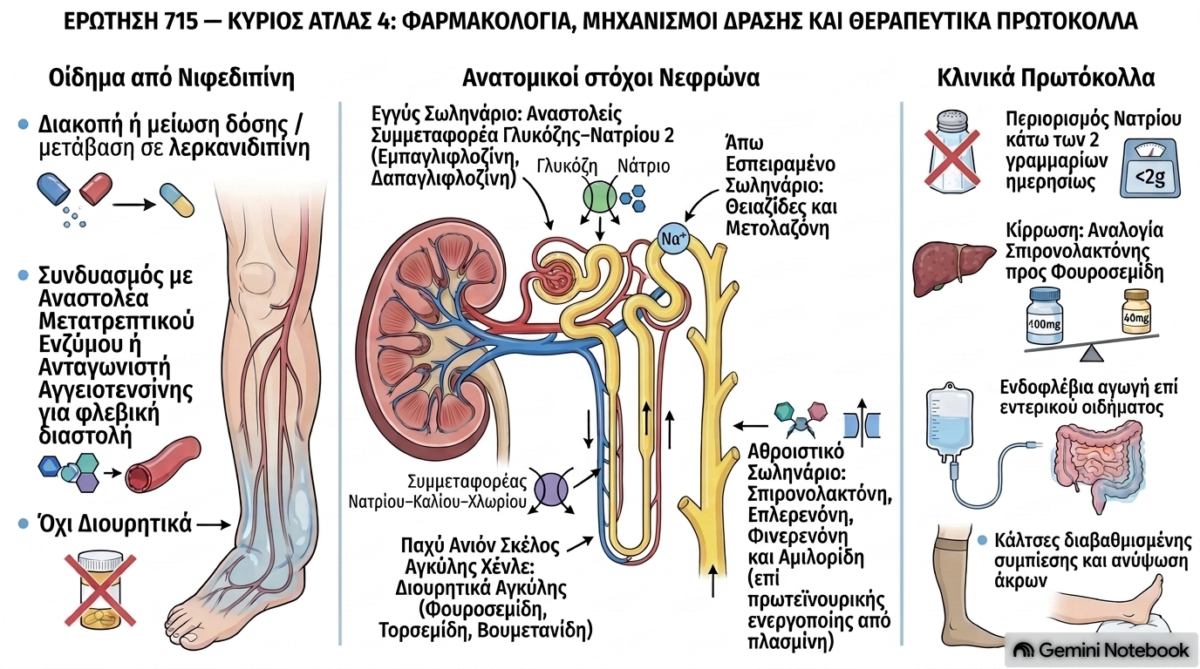 ΕΡΩΤΗΣΗ 715 — ΚΥΡΙΟΣ ΑΤΛΑΣ 4: ΦΑΡΜΑΚΟΛΟΓΙΑ, ΜΗΧΑΝΙΣΜΟΙ ΔΡΑΣΗΣ ΚΑΙ ΘΕΡΑΠΕΥΤΙΚΑ ΠΡΩΤΟΚΟΛΛΑ
Οίδημα από Νιφεδιπίνη
• Διακοπή ή μείωση δόσης /
μετάβαση σε λερκανιδιπίνη
• Συνδυασμός με
Αναστολέα
Μετατρεπτικού
Ενζύμου ή
Ανταγωνιστή
Αγγειοτενσίνης
για φλεβική
διαστολή
• Όχι Διουρητικά
Ανατομικοί στόχοι Νεφρώνα
Εγγύς Σωληνάριο: Αναστολείς
Συμμεταφορέα Γλυκόζης–Νατρίου 2
(Εμπαγλιφλοζίνη,
Δαπαγλιφλοζίνη)
Γλυκόζη
Νάτριο
Άπω
Εσπειραμένο
Σωληνάριο:
Θειαζίδες και
Μετολαζόνη
Να⁺
Συμμεταφορέας
Νατρίου–Καλίου–Χλωρίου
Παχύ Ανιόν Σκέλος
Αγκύλης Χένλε:
Διουρητικά Αγκύλης
(Φουροσεμίδη,
Τορσεμίδη, Βουμετανίδη)
Αθροιστικό
Σωληνάριο:
Σπιρονολακτόνη,
Επλερενόνη,
Φινερενόνη
και Αμιλορίδη
(επί
πρωτεϊνουρικής
ενεργοποίης από
πλασμίνη)
Κλινικά Πρωτόκολλα
Περιορισμός Νατρίου
κάτω των 2
γραμμαρίων
ημερησίως
<2g
Κίρρωση: Αναλογία
Σπιρονολακτόνης
προς Φουροσεμίδη
100mg
40mg
Ενδοφλέβια αγωγή επί
εντερικού οιδήματος
• Κάλτσες διαβαθμισμένης
συμπίεσης και ανύψωση
άκρων
Gemini Notebook